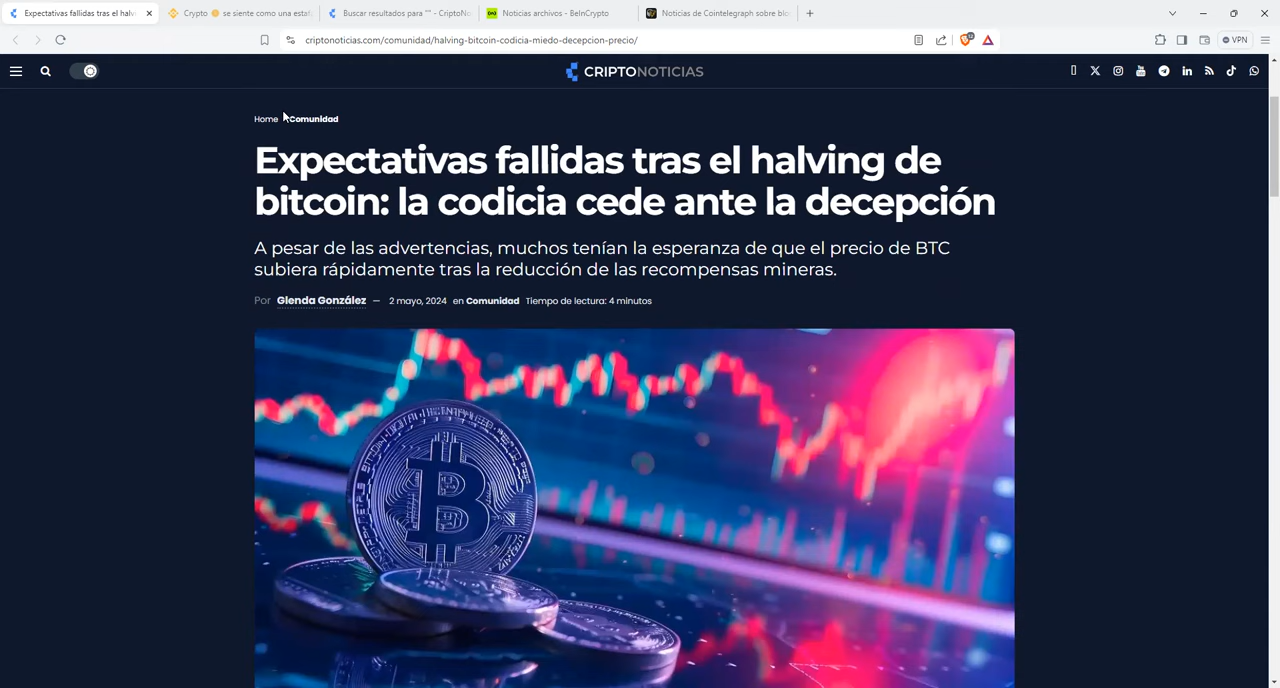 Expectativas fallidas tras el halvi
Crypto se siente como una estaf
Buscar resultados para "" - CriptoNo
Noticias archivos - BeInCrypto
Noticias de Cointelegraph sobre blo
criptonoticias.com/comunidad/halving-bitcoin-codicia-miedo-decepcion-precio/
VPN
CRIPTONOTICIAS
Home Comunidad
Expectativas fallidas tras el halving de
bitcoin: la codicia cede ante la decepción
A pesar de las advertencias, muchos tenían la esperanza de que el precio de BTC
subiera rápidamente tras la reducción de las recompensas mineras.
Por Glenda González — 2 mayo, 2024 en Comunidad Tiempo de lectura: 4 minutos